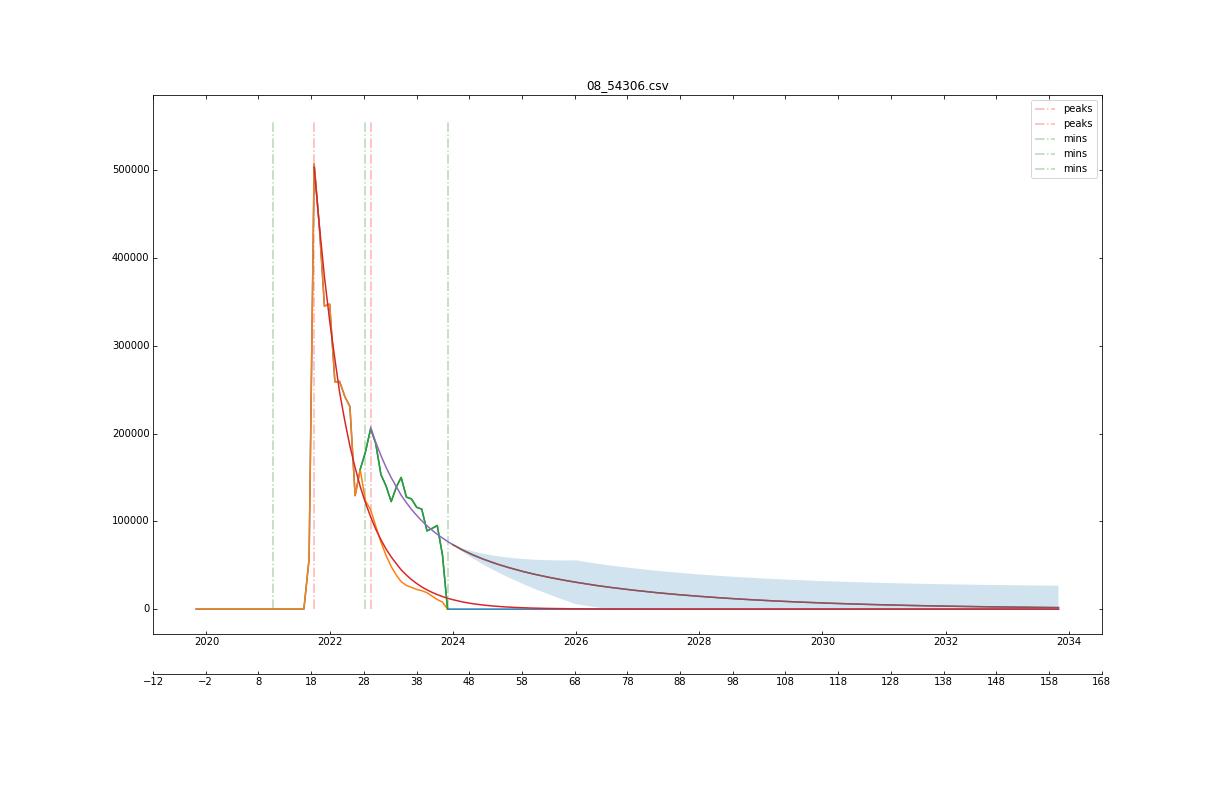 08_54306.csv
peaks
peaks
mins
mins
mins
500000
400000
300000
200000
100000
0
2020 2022 2024 2026 2028 2030 2032 2034
−12 −2 8 18 28 38 48 58 68 78 88 98 108 118 128 138 148 158 168